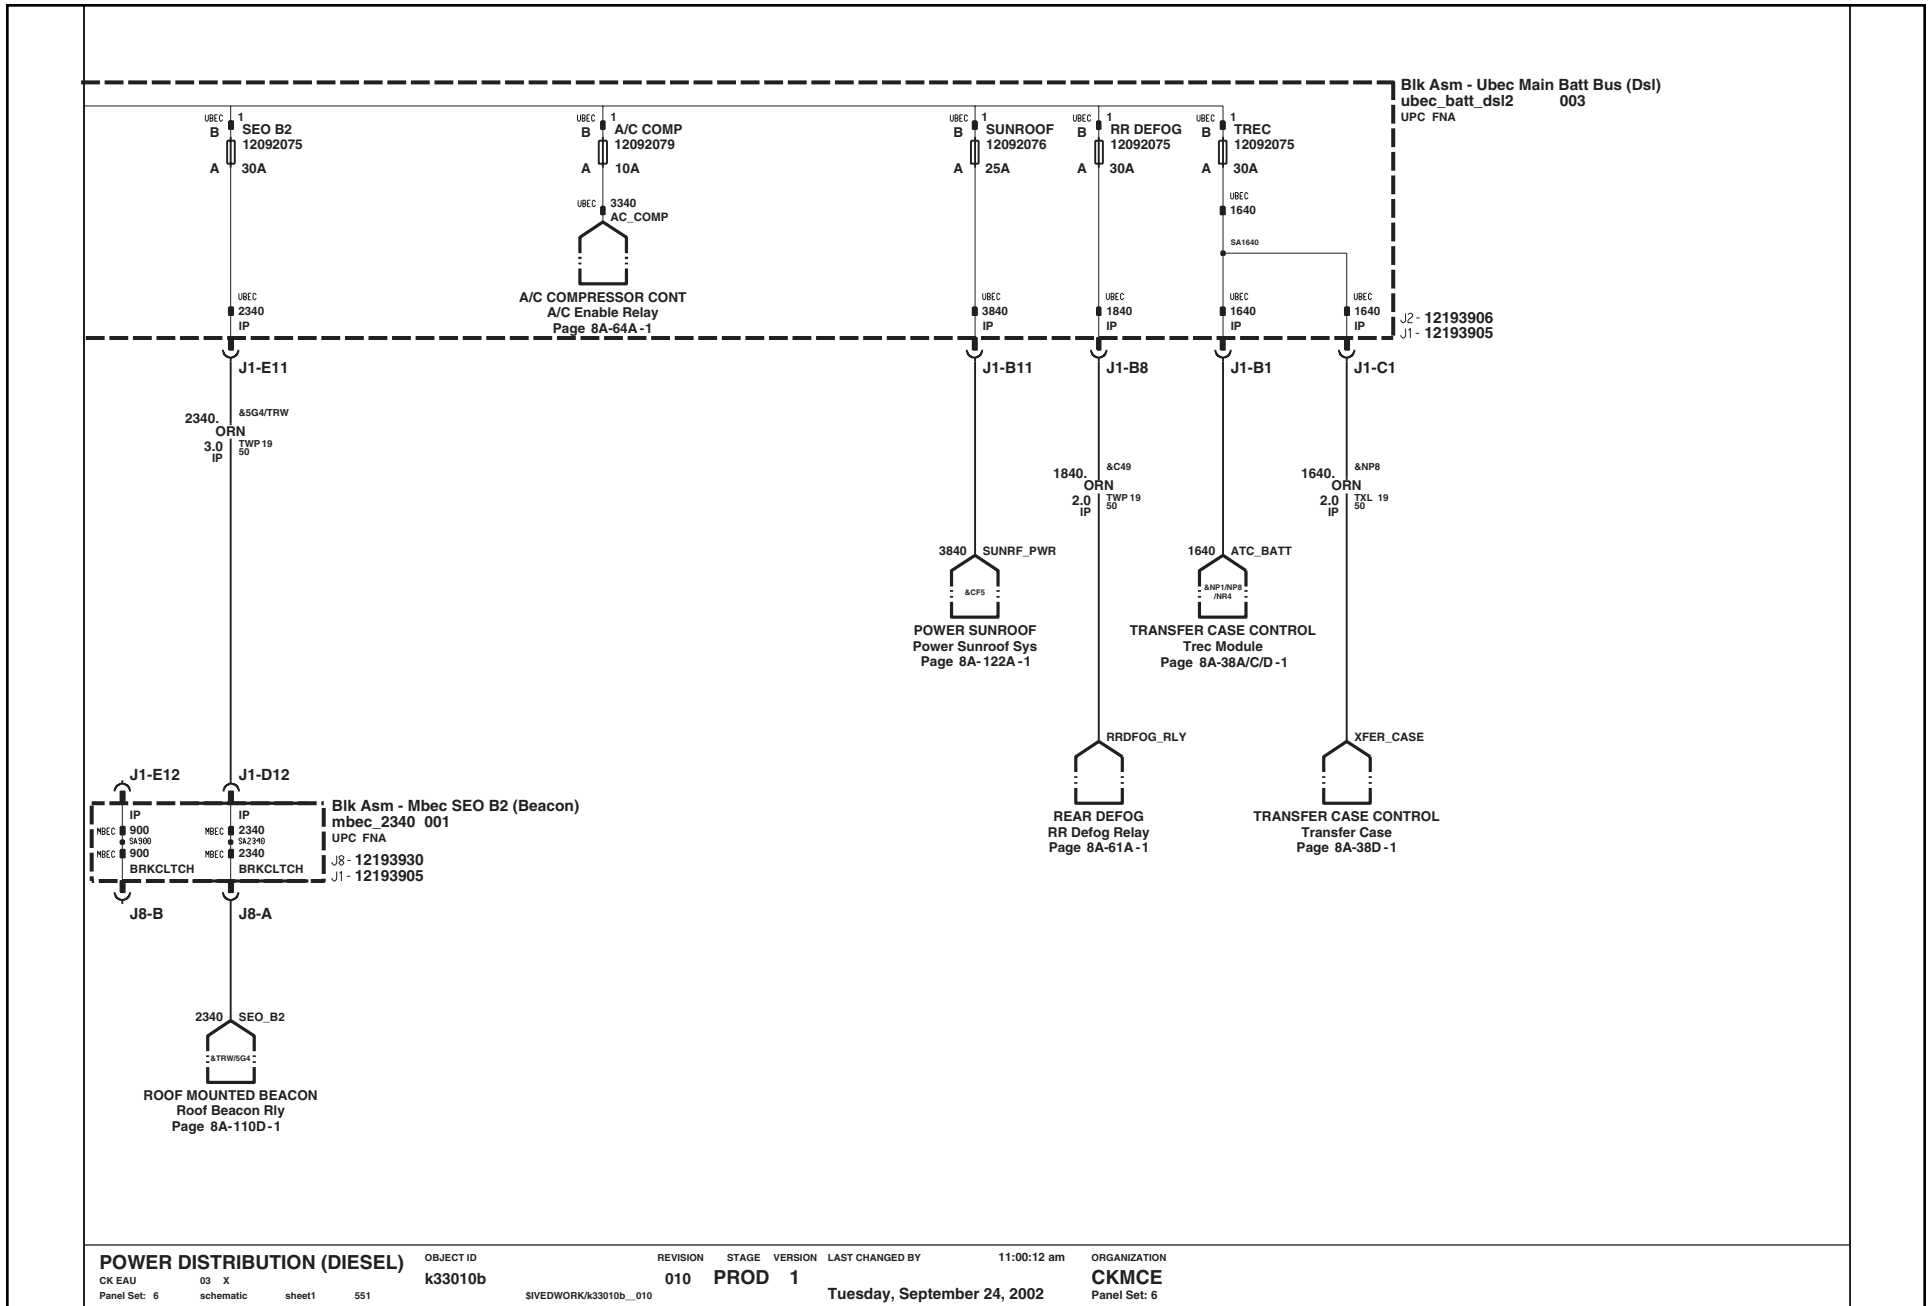 Blk Asm - Ubec Main Batt Bus (Dsl)
ubec_batt_dsl2 003
UPC FNA
UBEC 1
B SEO B2
12092075
A 30A
UBEC
2340
IP
UBEC 1
B A/C COMP
12092079
A 10A
UBEC 3340
AC_COMP
A/C COMPRESSOR CONT
A/C Enable Relay
Page 8A-64A-1
UBEC 1
B SUNROOF
12092076
A 25A
UBEC
3840
IP
UBEC 1
B RR DEFOG
12092075
A 30A
UBEC
1840
IP
UBEC 1
B TREC
12092075
A 30A
UBEC
1640
SA1640
UBEC
1640
IP
UBEC
1640
IP
J2- 12193906
J1- 12193905
J1-E11
J1-B11
J1-B8
J1-B1
J1-C1
2340. &5G4/TRW
ORN
3.0 TWP 19
IP 50
1840. &C49
ORN
2.0 TWP 19
IP 50
1640. &NP8
ORN
2.0 TXL 19
IP 50
3840 SUNRF_PWR
&CF5
POWER SUNROOF
Power Sunroof Sys
Page 8A-122A-1
1640 ATC_BATT
&NP1/NP8
/NR4
TRANSFER CASE CONTROL
Trec Module
Page 8A-38A/C/D-1
RRDFOG_RLY
REAR DEFOG
RR Defog Relay
Page 8A-61A-1
XFER_CASE
TRANSFER CASE CONTROL
Transfer Case
Page 8A-38D-1
J1-E12
J1-D12
Blk Asm - Mbec SEO B2 (Beacon)
mbec_2340 001
UPC FNA
J8- 12193930
J1- 12193905
IP
MBEC 900
SA900
MBEC 900
BRKCLTCH
IP
MBEC 2340
SA2340
MBEC 2340
BRKCLTCH
J8-B
J8-A
2340 SEO_B2
&TRW/5G4
ROOF MOUNTED BEACON
Roof Beacon Rly
Page 8A-110D-1
POWER DISTRIBUTION (DIESEL)
CK EAU 03 X
Panel Set: 6 schematic sheet1 551
OBJECT ID
k33010b
$IVEDWORK/k33010b__010
REVISION STAGE VERSION LAST CHANGED BY 11:00:12 am
010 PROD 1
Tuesday, September 24, 2002
ORGANIZATION
CKMCE
Panel Set: 6